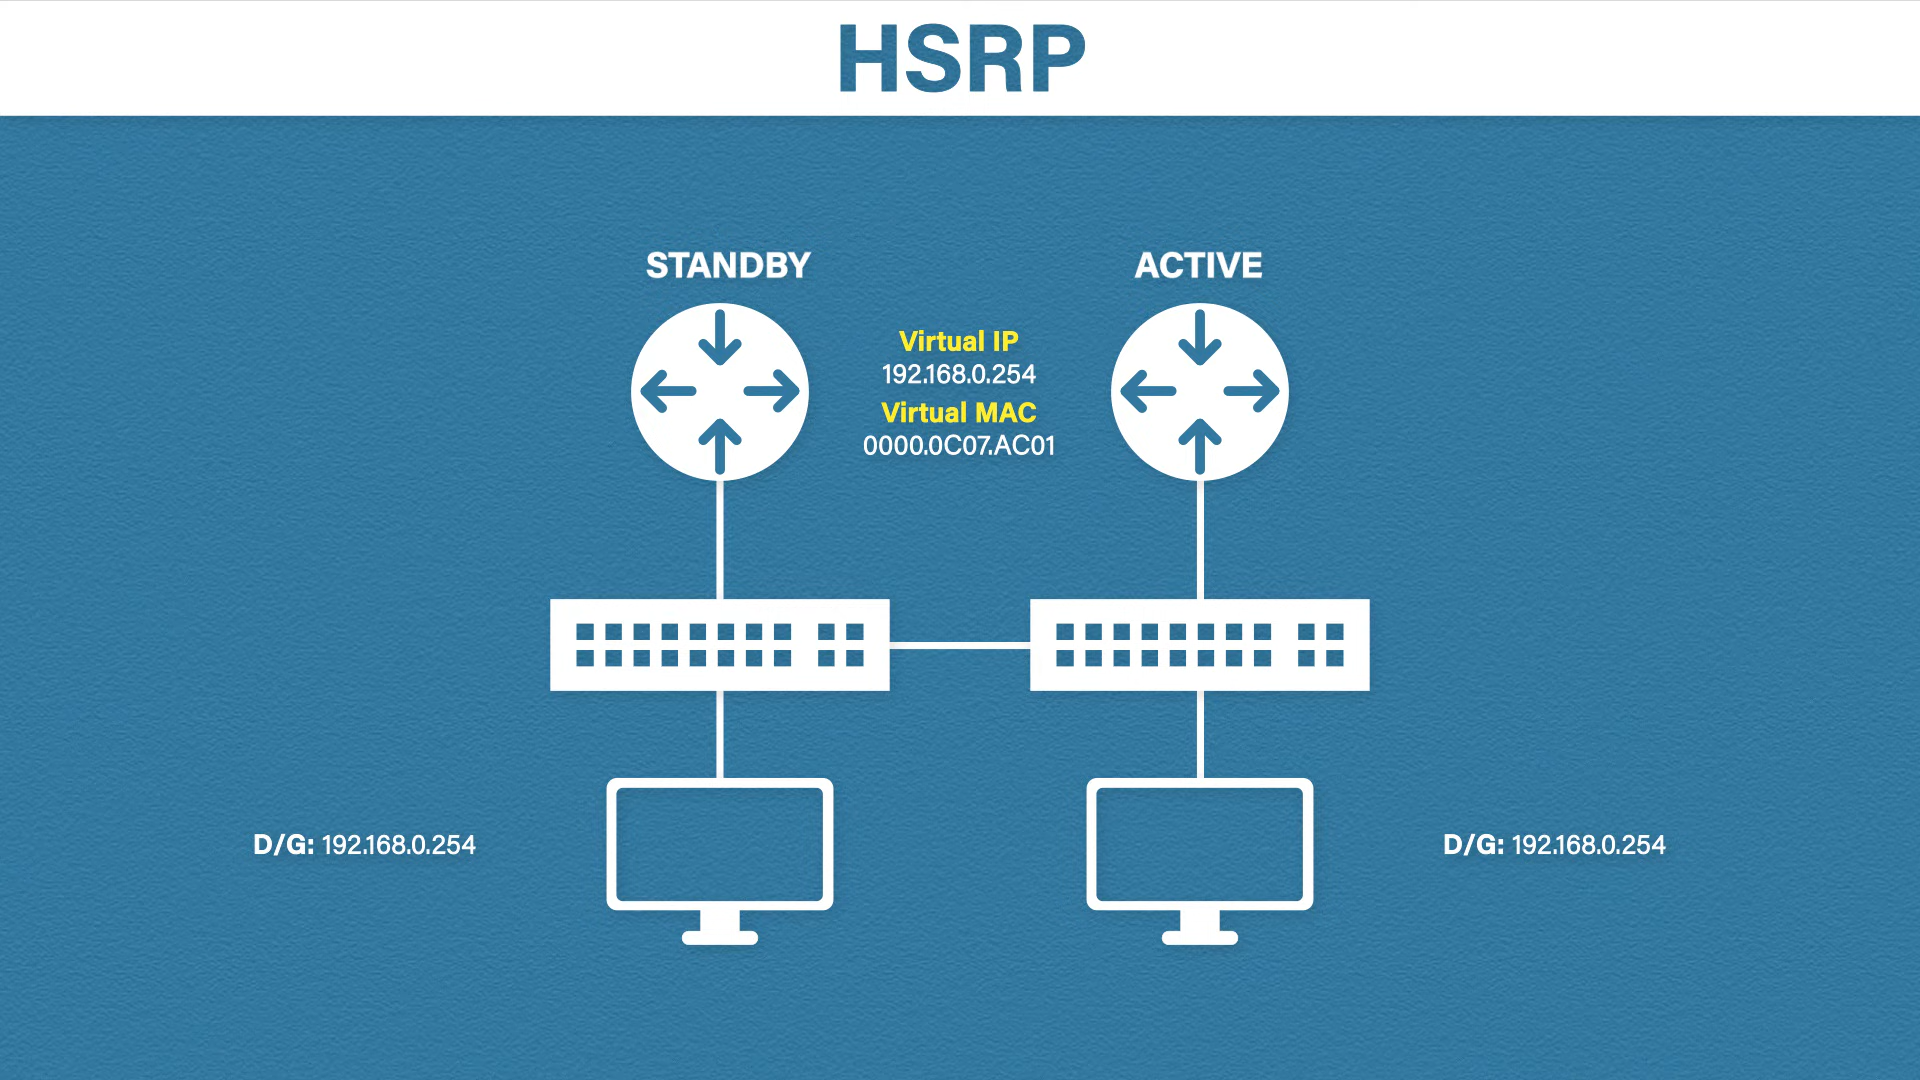 HSRP
STANDBY
ACTIVE
Virtual IP
192.168.0.254
Virtual MAC
0000.0C07.AC01
D/G: 192.168.0.254
D/G: 192.168.0.254